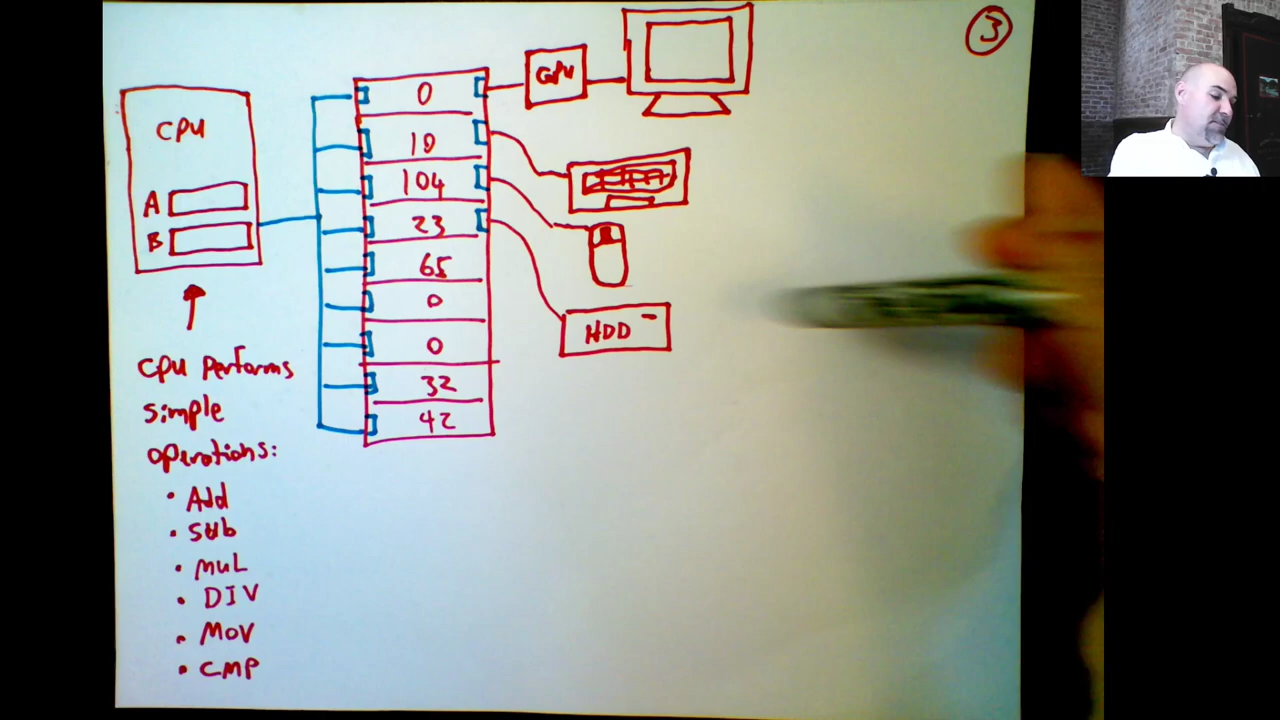 3
CPU
A
B
0
10
104
23
65
0
0
32
42
GPU
HDD
CPU Performs
simple
operations:
• Add
• Sub
• MUL
• DIV
• MOV
• CMP